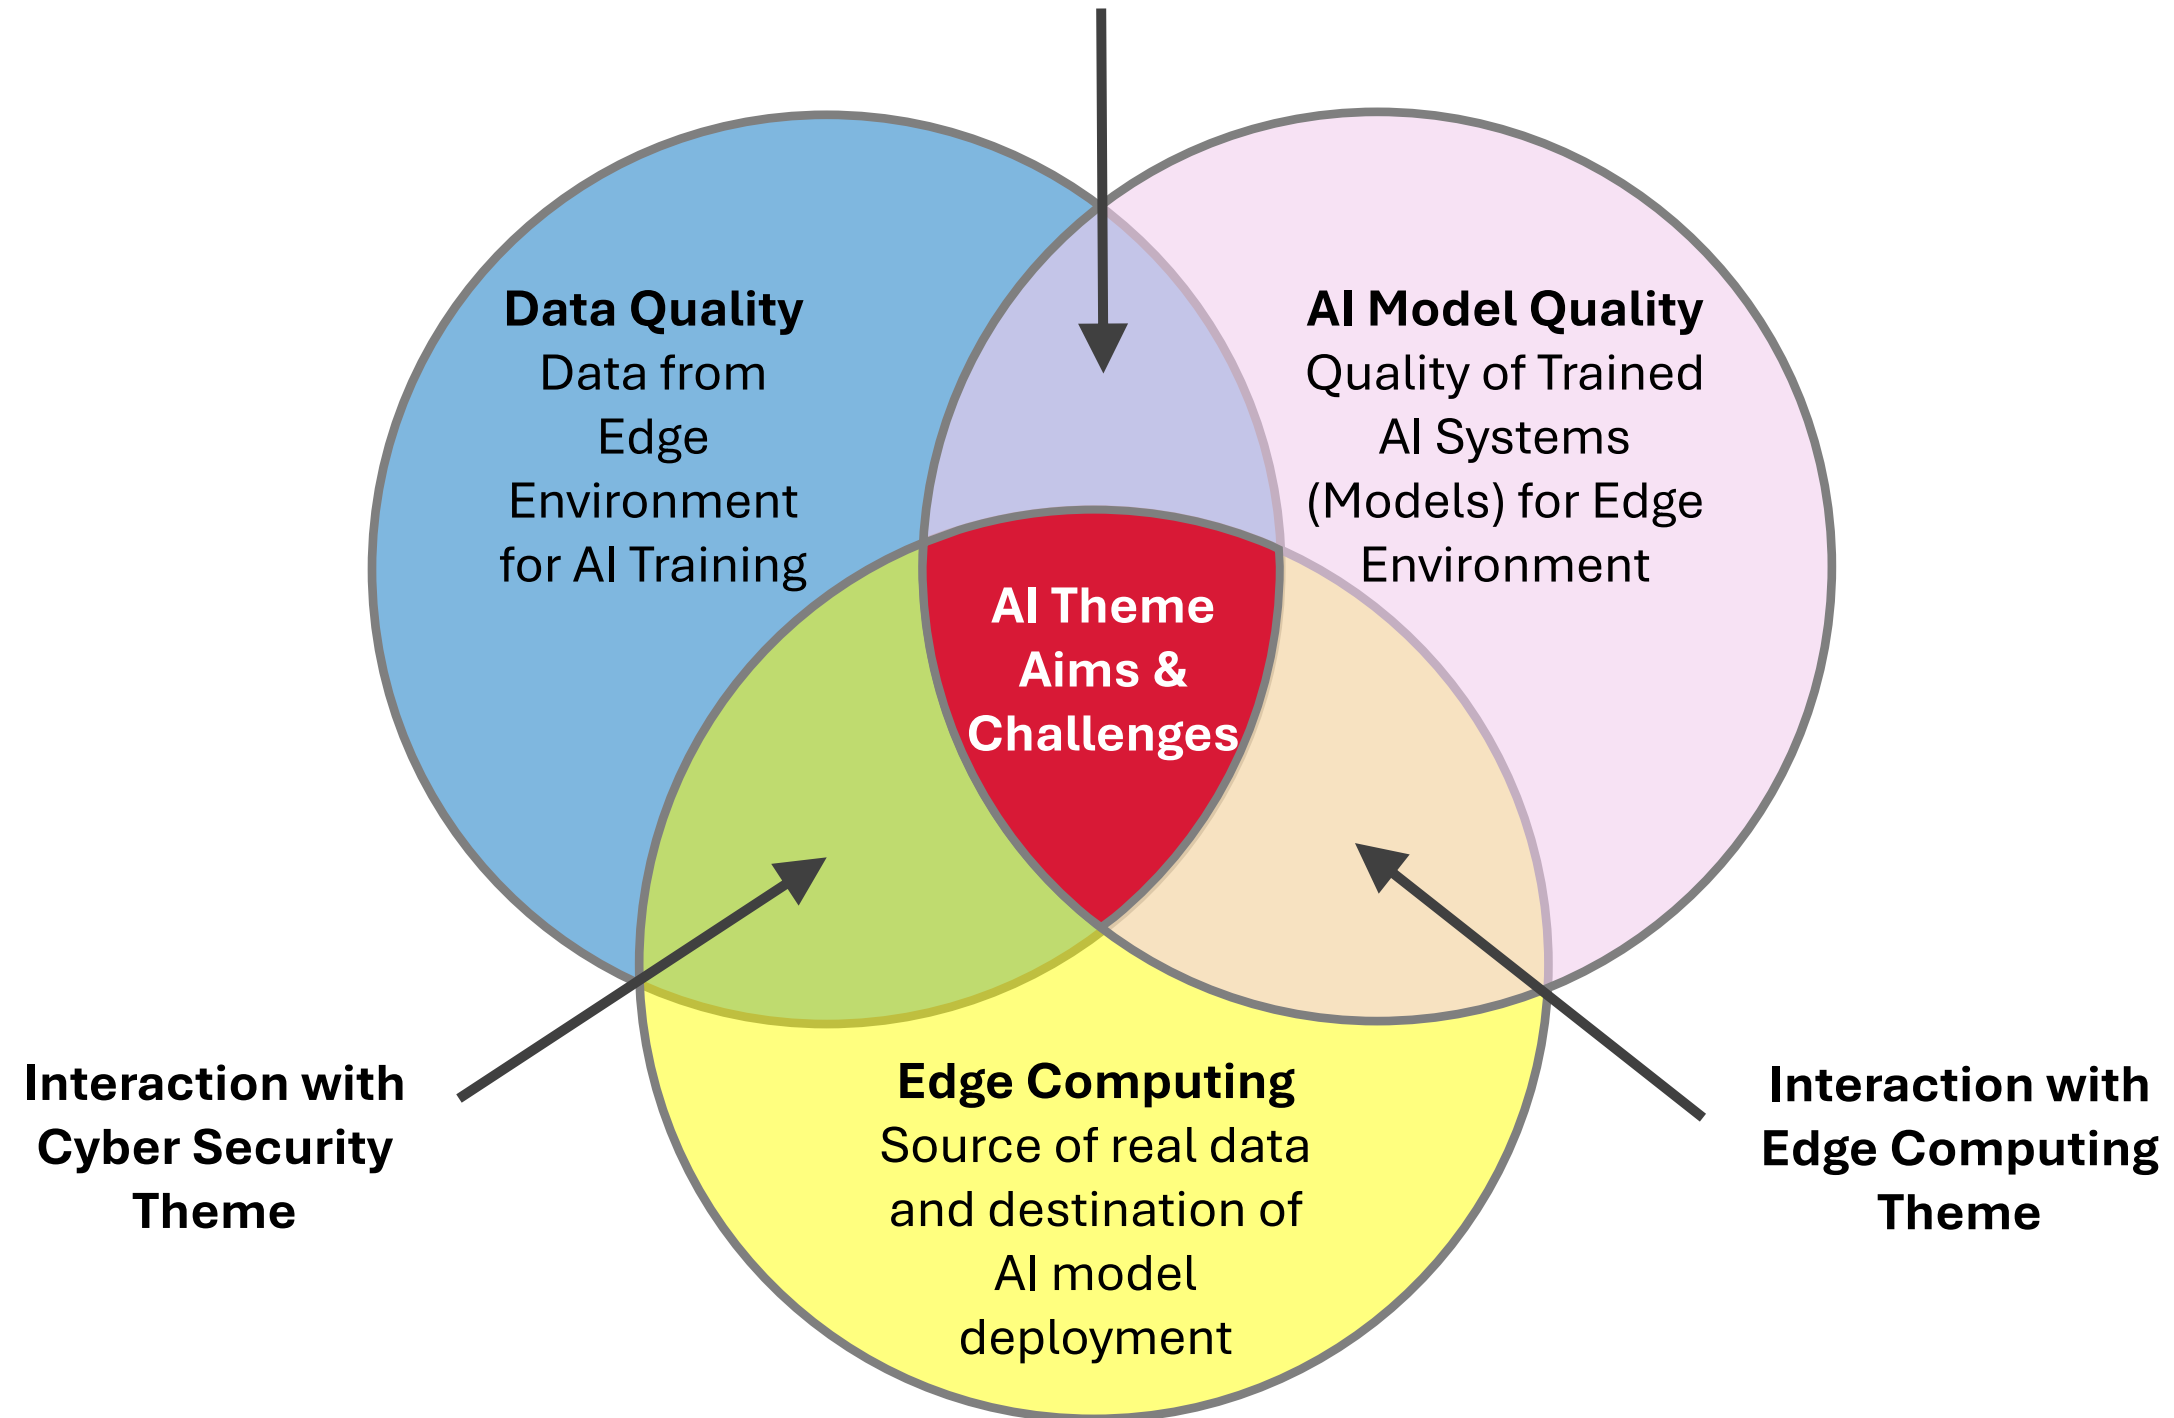 Data Quality
Data from
Edge
Environment
for AI Training
AI Model Quality
Quality of Trained
AI Systems
(Models) for Edge
Environment
AI Theme
Aims &
Challenges
Interaction with
Cyber Security
Theme
Edge Computing
Source of real data
and destination of
AI model
deployment
Interaction with
Edge Computing
Theme